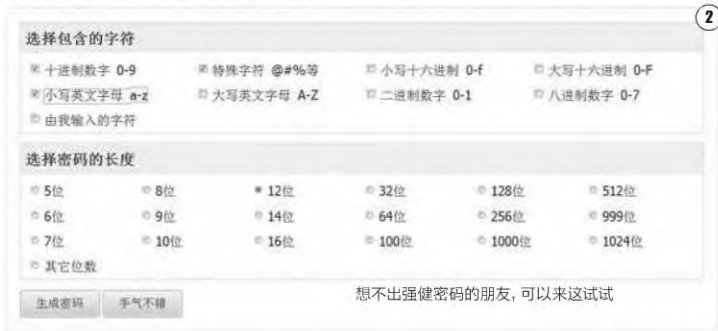 2
选择包含的字符
十进制数字 0-9 特殊字符 @#%等 小写十六进制 0-f 大写十六进制 0-F
小写英文字母 a-z 大写英文字母 A-Z 二进制数字 0-1 八进制数字 0-7
由我输入的字符
选择密码的长度
5位 8位 12位 32位 128位 512位
6位 9位 14位 64位 256位 999位
7位 10位 16位 100位 1000位 1024位
其它位数
生成密码 手气不错
想不出强健密码的朋友, 可以来这试试